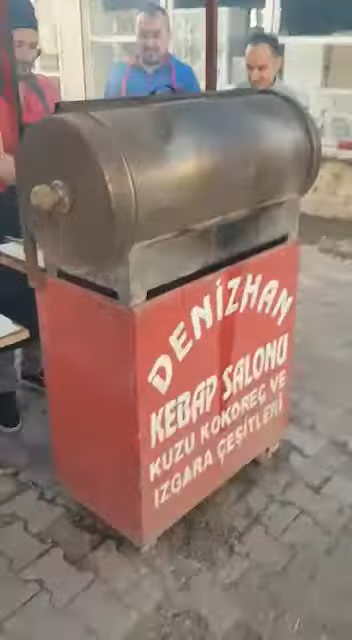 DENİZHAN
KEBAP SALONU
KUZU KOKOREÇ VE
IZGARA ÇEŞİTLERİ